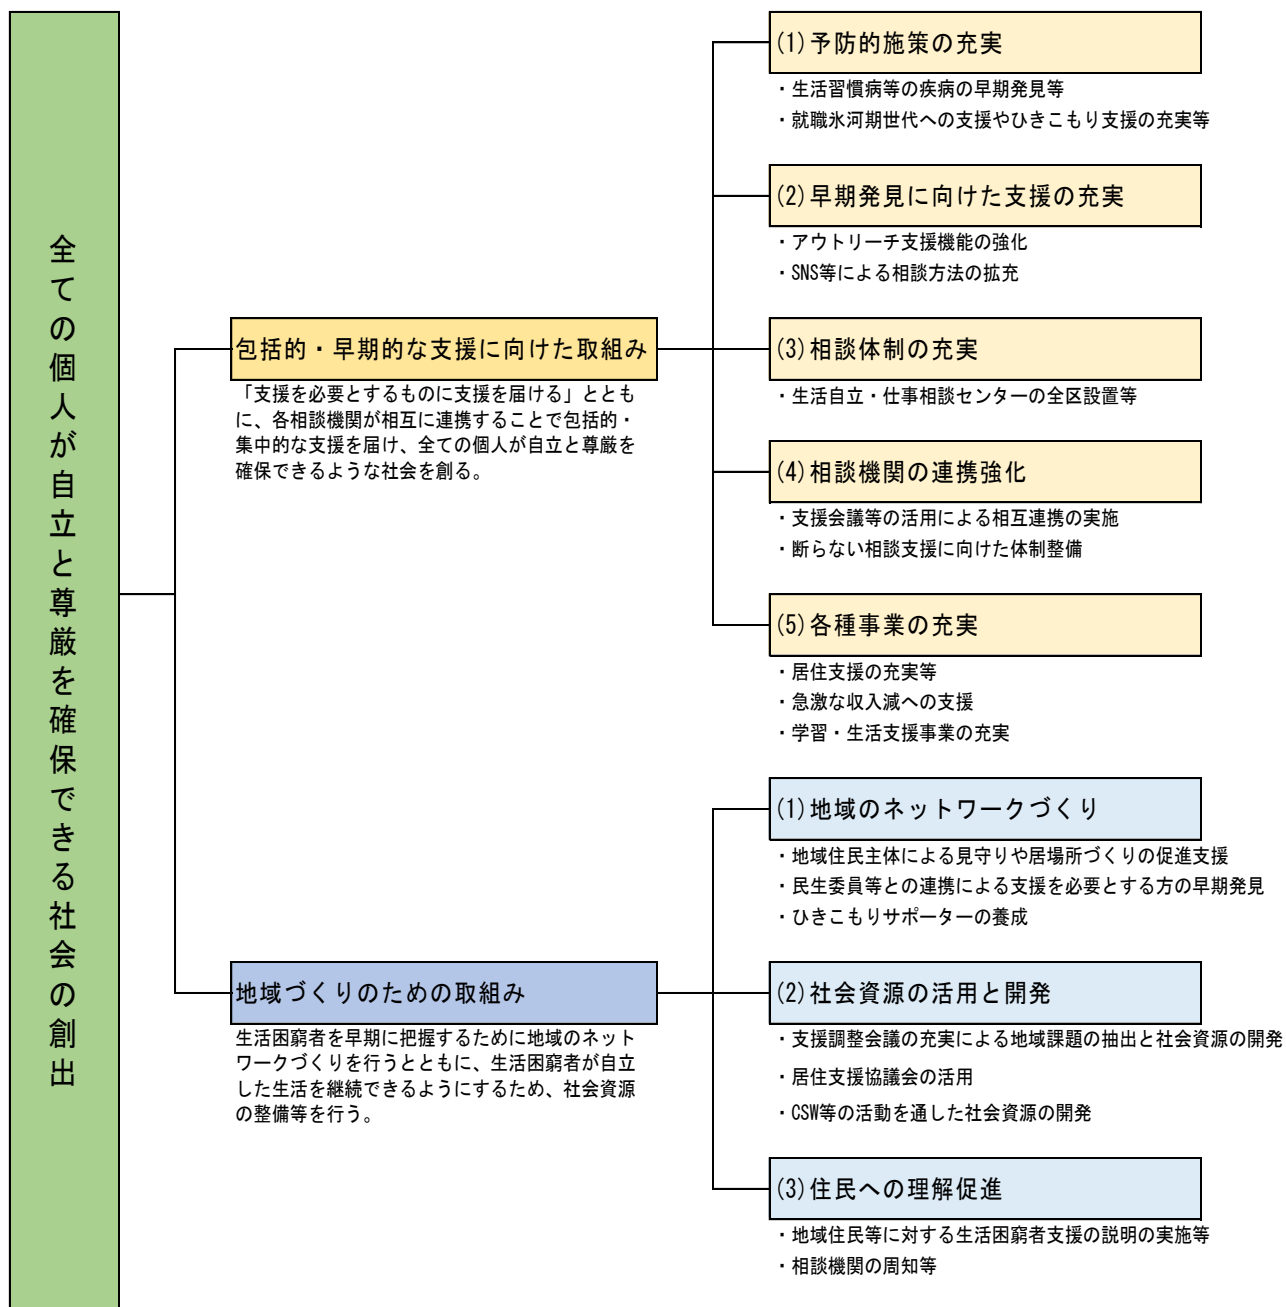 全ての個人が自立と尊厳を確保できる社会の創出
包括的・早期的な支援に向けた取組み
「支援を必要とするものに支援を届ける」ととも
に、各相談機関が相互に連携することで包括的・
集中的な支援を届け、全ての個人が自立と尊厳を
確保できるような社会を創る。
(1)予防的施策の充実
・生活習慣病等の疾病の早期発見等
・就職氷河期世代への支援やひきこもり支援の充実等
(2)早期発見に向けた支援の充実
・アウトリーチ支援機能の強化
・SNS等による相談方法の拡充
(3)相談体制の充実
・生活自立・仕事相談センターの全区設置等
(4)相談機関の連携強化
・支援会議等の活用による相互連携の実施
・断らない相談支援に向けた体制整備
(5)各種事業の充実
・居住支援の充実等
・急激な収入減への支援
・学習・生活支援事業の充実
地域づくりのための取組み
生活困窮者を早期に把握するために地域のネット
ワークづくりを行うとともに、生活困窮者が自立
した生活を継続できるようにするため、社会資源
の整備等を行う。
(1)地域のネットワークづくり
・地域住民主体による見守りや居場所づくりの促進支援
・民生委員等との連携による支援を必要とする方の早期発見
・ひきこもりサポーターの養成
(2)社会資源の活用と開発
・支援調整会議の充実による地域課題の抽出と社会資源の開発
・居住支援協議会の活用
・CSW等の活動を通した社会資源の開発
(3)住民への理解促進
・地域住民等に対する生活困窮者支援の説明の実施等
・相談機関の周知等